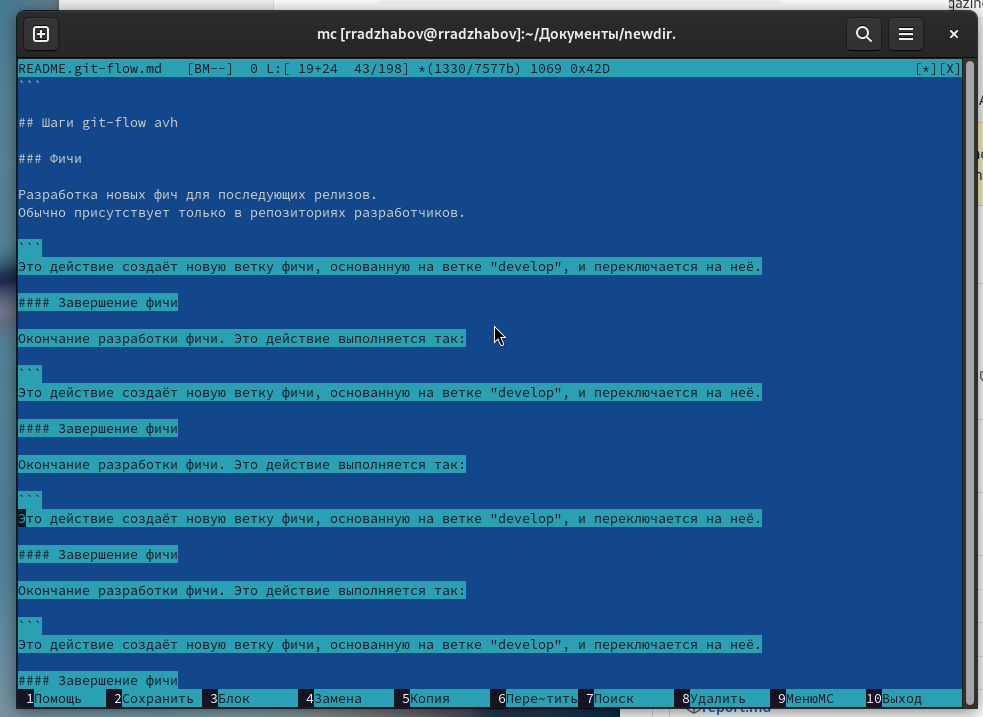 mc [rradzhabov@rradzhabov]:~/Документы/newdir.
README.git-flow.md   [BM--]  0 L:[ 19+24  43/198] *(1330/7577b) 1069 0x42D   [*][X]
```
## Шаги git-flow avh
### Фичи
Разработка новых фич для последующих релизов.
Обычно присутствует только в репозиториях разработчиков.
```
Это действие создаёт новую ветку фичи, основанную на ветке "develop", и переключается на неё.
#### Завершение фичи
Окончание разработки фичи. Это действие выполняется так:
```
Это действие создаёт новую ветку фичи, основанную на ветке "develop", и переключается на неё.
#### Завершение фичи
Окончание разработки фичи. Это действие выполняется так:
```
Это действие создаёт новую ветку фичи, основанную на ветке "develop", и переключается на неё.
#### Завершение фичи
Окончание разработки фичи. Это действие выполняется так:
```
Это действие создаёт новую ветку фичи, основанную на ветке "develop", и переключается на неё.
#### Завершение фичи
1Помощь 2Сохранить 3Блок 4Замена 5Копия 6Пере~тить 7Поиск 8Удалить 9МенюMC 10Выход
report.md